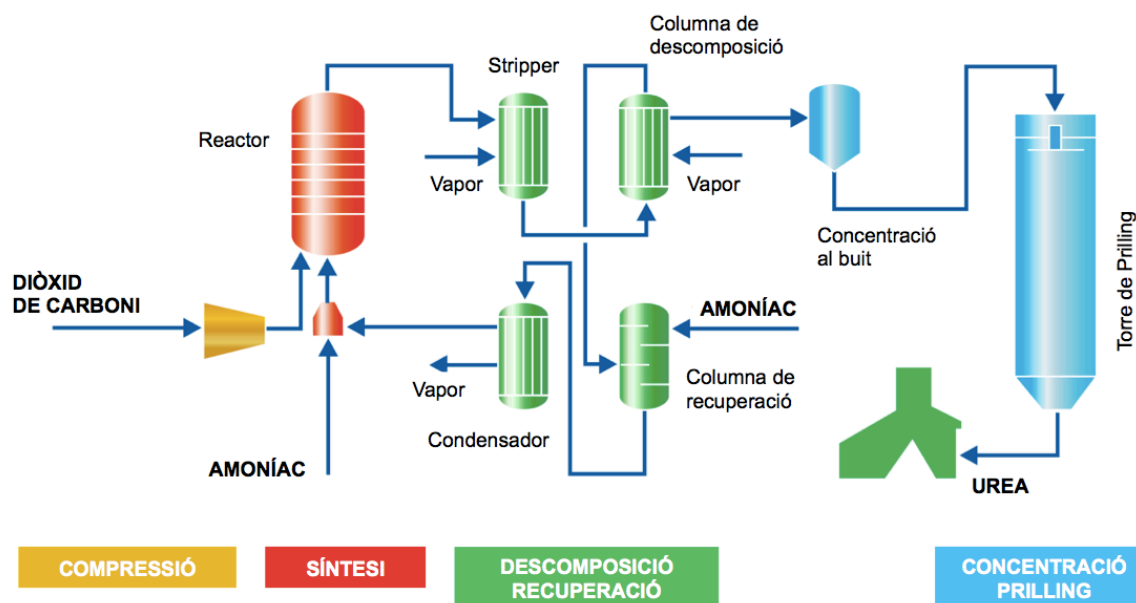 Columna de
descomposició
Stripper
Reactor
Vapor
Vapor
Concentració
al buit
Torre de Prilling
DIÒXID
DE CARBONI
AMONÍAC
Vapor
Columna de
recuperació
Condensador
AMONÍAC
UREA
COMPRESSIÓ
SÍNTESI
DESCOMPOSICIÓ
RECUPERACIÓ
CONCENTRACIÓ
PRILLING